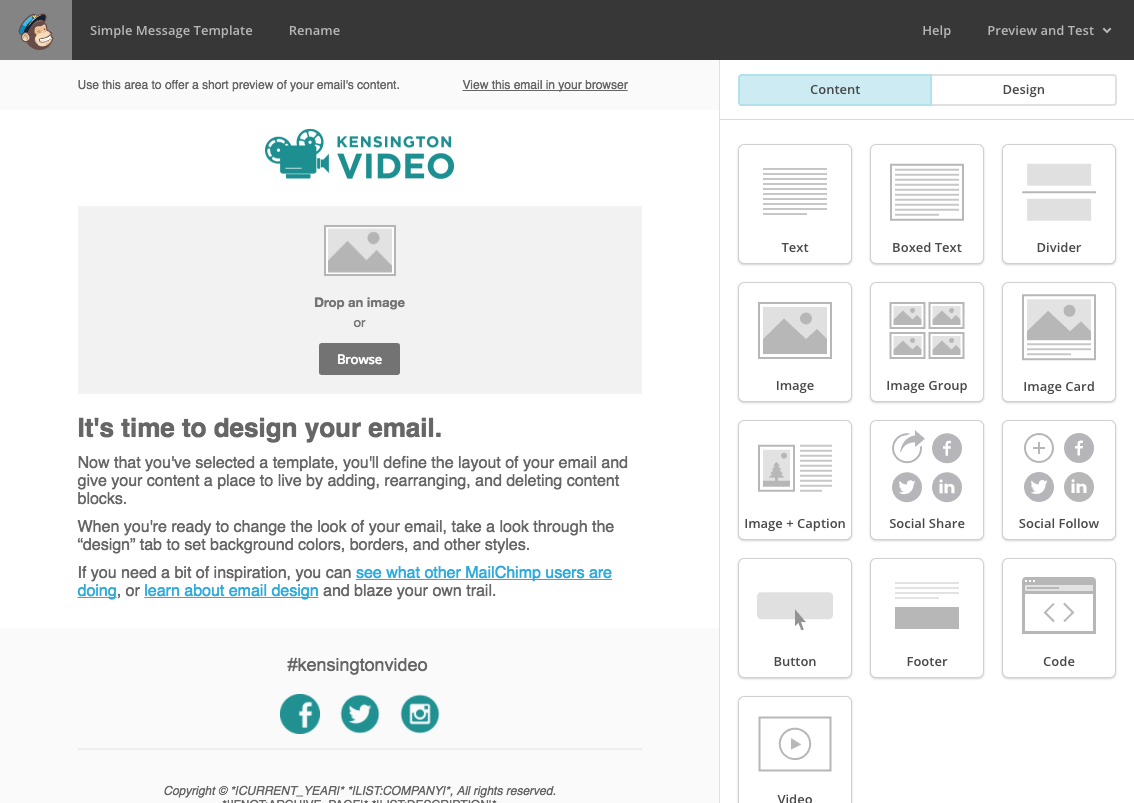 Simple Message Template Rename Help Preview and Test
Use this area to offer a short preview of your email's content. View this email in your browser
Content Design
KENSINGTON
VIDEO
Drop an image
or
Browse
It's time to design your email.
Now that you've selected a template, you'll define the layout of your email and
give your content a place to live by adding, rearranging, and deleting content
blocks.
When you're ready to change the look of your email, take a look through the
“design” tab to set background colors, borders, and other styles.
If you need a bit of inspiration, you can see what other MailChimp users are
doing, or learn about email design and blaze your own trail.
#kensingtonvideo
Copyright © *|CURRENT_YEAR|* *|LIST:COMPANY|*, All rights reserved.
*|IFNOT:ARCHIVE_PAGE|* *|LIST:DESCRIPTION|*
Text Boxed Text Divider
Image Image Group Image Card
Image + Caption Social Share Social Follow
Button Footer Code
Video